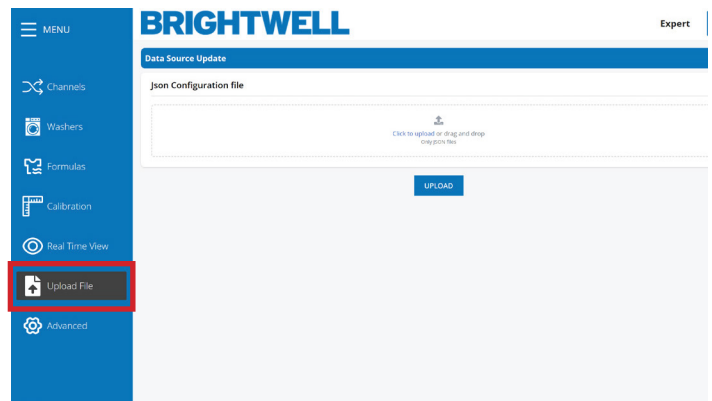 MENU
BRIGHTWELL
Expert
Data Source Update
Json Configuration file
Click to upload or drag and drop
ONLY JSON files
UPLOAD
Channels
Washers
Formulas
Calibration
Real Time View
Upload File
Advanced